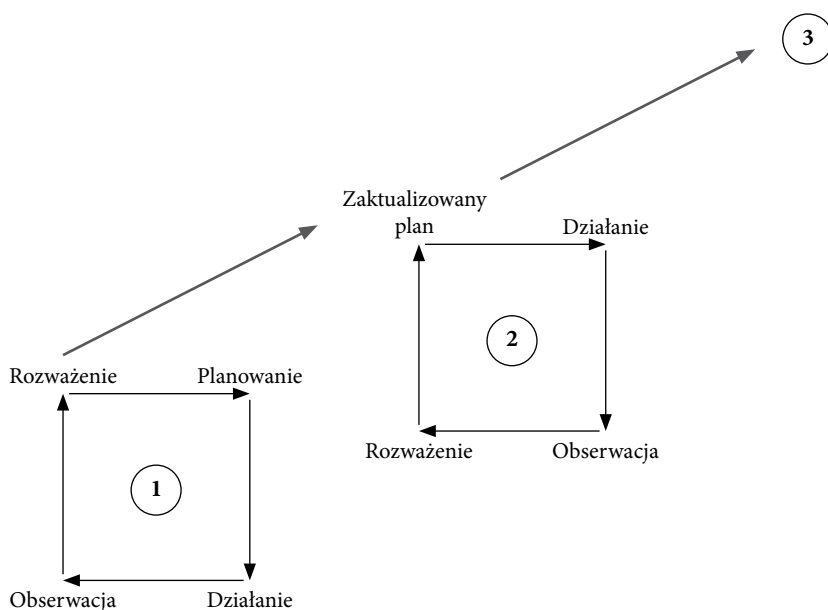 3
Zaktualizowany
plan
Działanie
2
Rozważenie
Obserwacja
Rozważenie
Planowanie
1
Obserwacja
Działanie